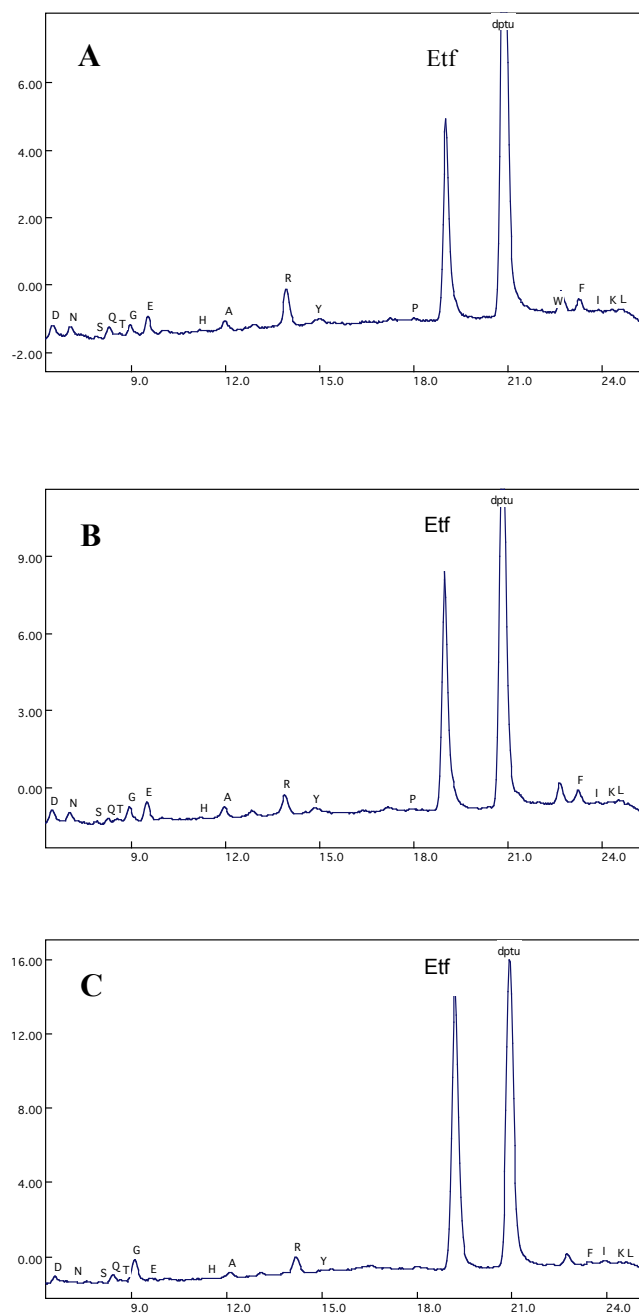 A
Etf
dptu
6.00
4.00
2.00
0.00
-2.00
D N S Q T G E H A R Y P W F I K L
9.0 12.0 15.0 18.0 21.0 24.0
B
Etf
dptu
9.00
6.00
3.00
0.00
D N S Q T G E H A R Y P F I K L
9.0 12.0 15.0 18.0 21.0 24.0
C
Etf
dptu
16.00
12.00
8.00
4.00
0.00
D N S Q T G E H A R Y F I K L
9.0 12.0 15.0 18.0 21.0 24.0